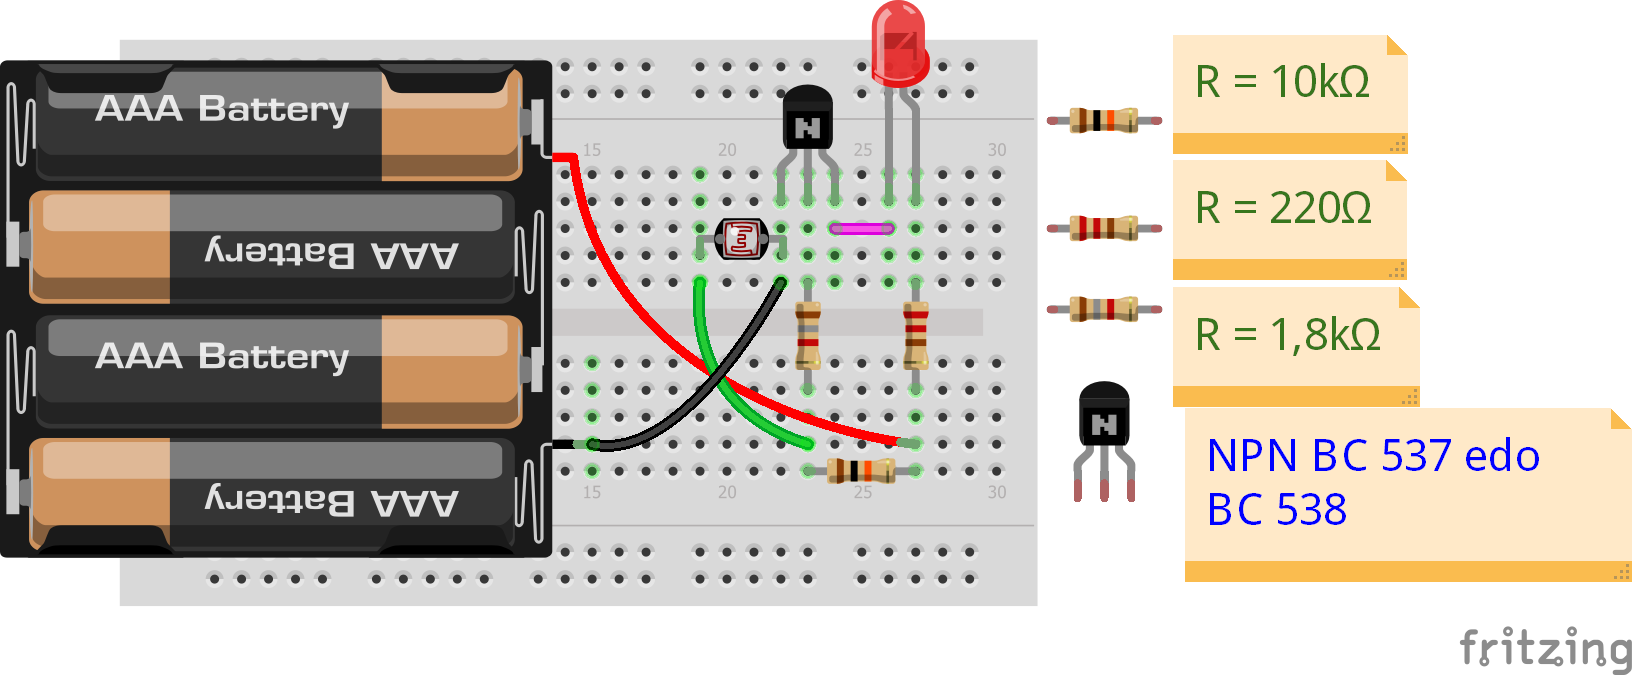 AAA Battery
AAA Battery
AAA Battery
AAA Battery
15 20 25 30
15 20 25 30
N
R = 10kΩ
R = 220Ω
R = 1,8kΩ
N
NPN BC 537 edo
BC 538
fritzing